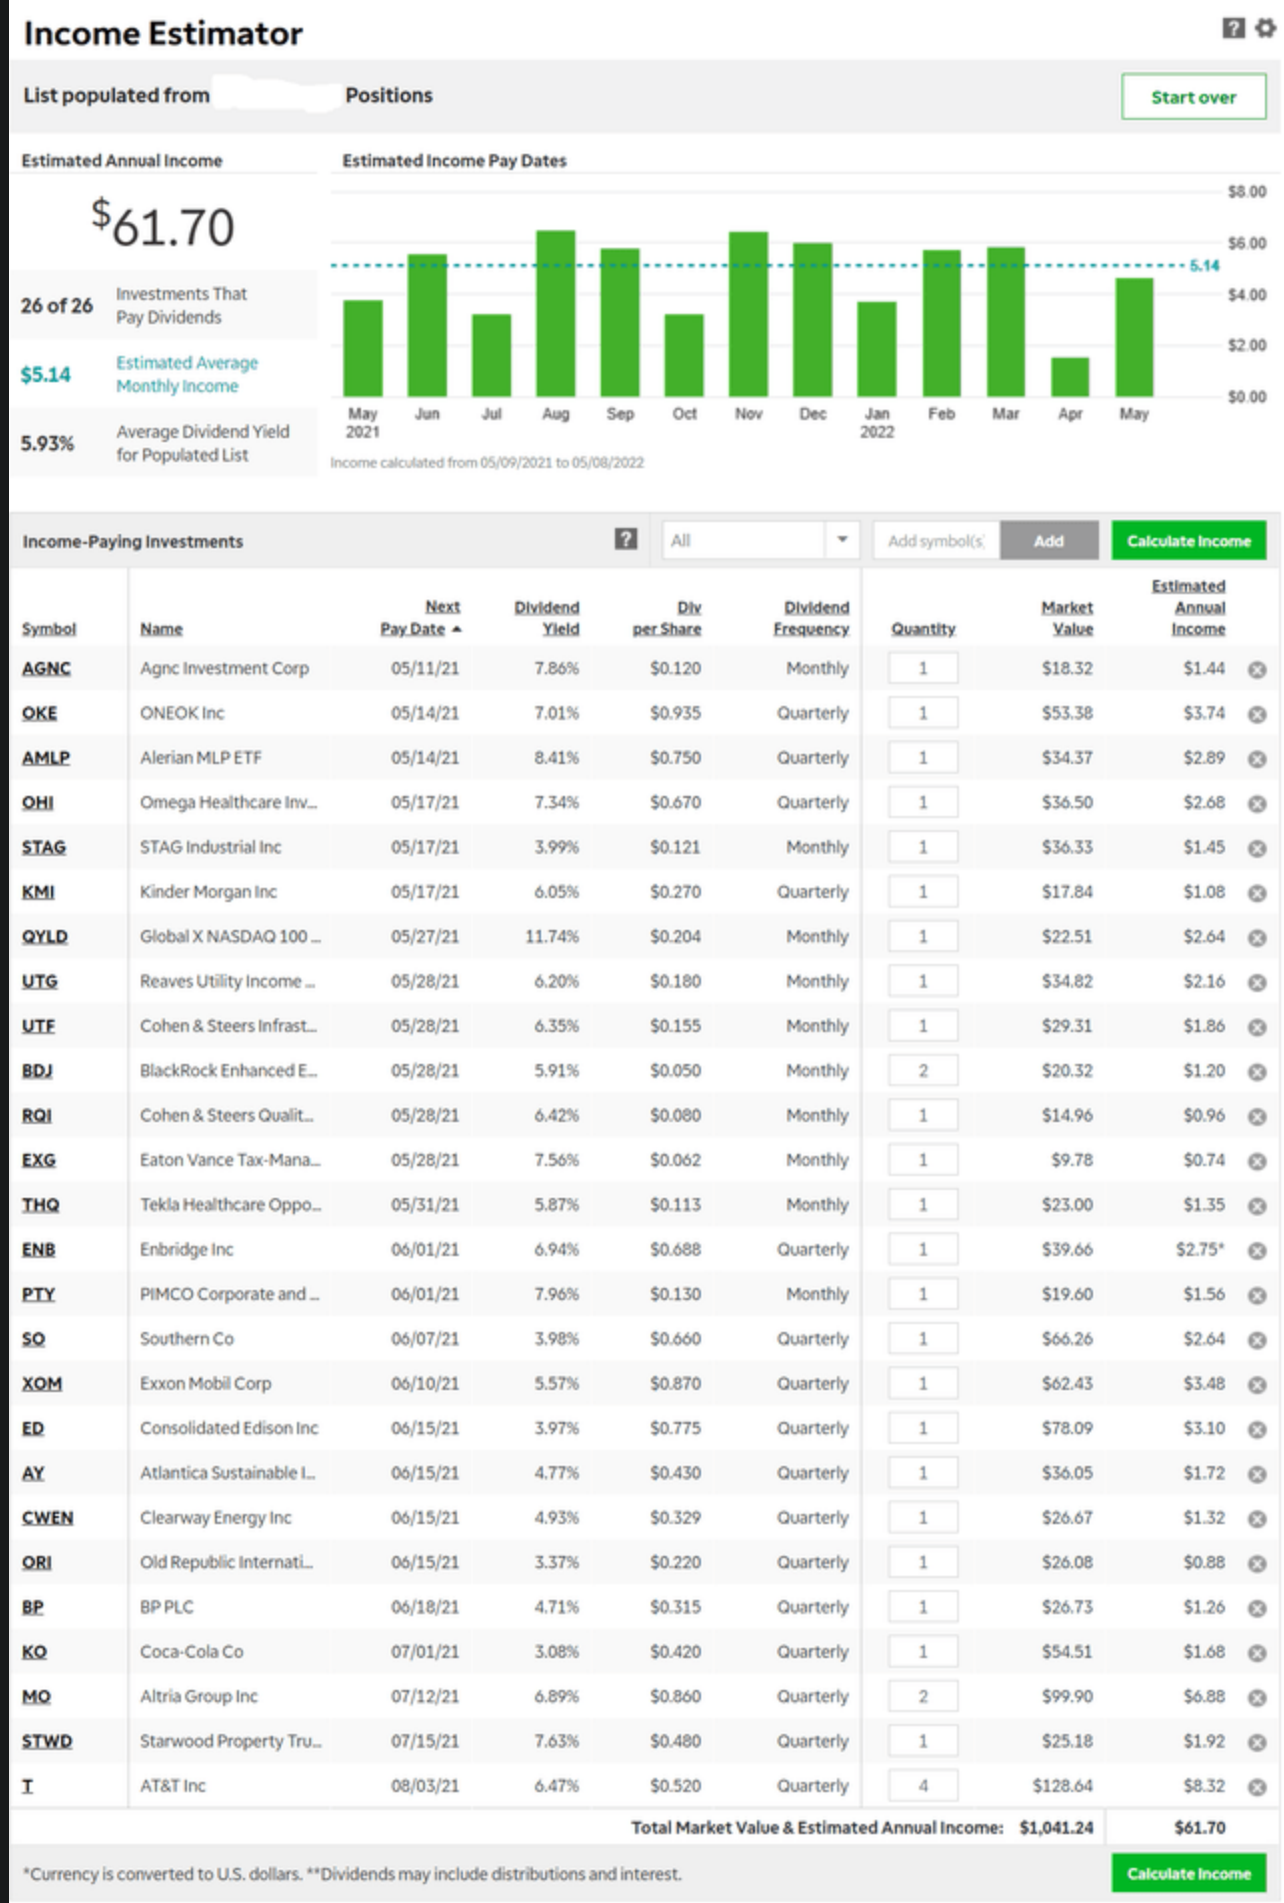 Income Estimator
?
List populated from Positions
Start over
Estimated Annual Income
Estimated Income Pay Dates
$61.70
26 of 26 Investments That Pay Dividends
$5.14 Estimated Average Monthly Income
5.93% Average Dividend Yield for Populated List
$8.00
$6.00
5.14
$4.00
$2.00
$0.00
May 2021 Jun Jul Aug Sep Oct Nov Dec Jan 2022 Feb Mar Apr May
Income calculated from 05/09/2021 to 05/08/2022
Income-Paying Investments ? All Add symbol(s) Add Calculate Income
Symbol Name Next Pay Date Dividend Yield Div per Share Dividend Frequency Quantity Market Value Estimated Annual Income
AGNC Agnc Investment Corp 05/11/21 7.86% $0.120 Monthly 1 $18.32 $1.44
OKE ONEOK Inc 05/14/21 7.01% $0.935 Quarterly 1 $53.38 $3.74
AMLP Alerian MLP ETF 05/14/21 8.41% $0.750 Quarterly 1 $34.37 $2.89
OHI Omega Healthcare Inv... 05/17/21 7.34% $0.670 Quarterly 1 $36.50 $2.68
STAG STAG Industrial Inc 05/17/21 3.99% $0.121 Monthly 1 $36.33 $1.45
KMI Kinder Morgan Inc 05/17/21 6.05% $0.270 Quarterly 1 $17.84 $1.08
QYLD Global X NASDAQ 100 ... 05/27/21 11.74% $0.204 Monthly 1 $22.51 $2.64
UTG Reaves Utility Income ... 05/28/21 6.20% $0.180 Monthly 1 $34.82 $2.16
UTF Cohen & Steers Infrast... 05/28/21 6.35% $0.155 Monthly 1 $29.31 $1.86
BDJ BlackRock Enhanced E... 05/28/21 5.91% $0.050 Monthly 2 $20.32 $1.20
RQI Cohen & Steers Qualit... 05/28/21 6.42% $0.080 Monthly 1 $14.96 $0.96
EXG Eaton Vance Tax-Mana... 05/28/21 7.56% $0.062 Monthly 1 $9.78 $0.74
THQ Tekla Healthcare Oppo... 05/31/21 5.87% $0.113 Monthly 1 $23.00 $1.35
ENB Enbridge Inc 06/01/21 6.94% $0.688 Quarterly 1 $39.66 $2.75*
PTY PIMCO Corporate and ... 06/01/21 7.96% $0.130 Monthly 1 $19.60 $1.56
SO Southern Co 06/07/21 3.98% $0.660 Quarterly 1 $66.26 $2.64
XOM Exxon Mobil Corp 06/10/21 5.57% $0.870 Quarterly 1 $62.43 $3.48
ED Consolidated Edison Inc 06/15/21 3.97% $0.775 Quarterly 1 $78.09 $3.10
AY Atlantica Sustainable I... 06/15/21 4.77% $0.430 Quarterly 1 $36.05 $1.72
CWEN Clearway Energy Inc 06/15/21 4.93% $0.329 Quarterly 1 $26.67 $1.32
ORI Old Republic Internati... 06/15/21 3.37% $0.220 Quarterly 1 $26.08 $0.88
BP BP PLC 06/18/21 4.71% $0.315 Quarterly 1 $26.73 $1.26
KO Coca-Cola Co 07/01/21 3.08% $0.420 Quarterly 1 $54.51 $1.68
MO Altria Group Inc 07/12/21 6.89% $0.860 Quarterly 2 $99.90 $6.88
STWD Starwood Property Tru... 07/15/21 7.63% $0.480 Quarterly 1 $25.18 $1.92
T AT&T Inc 08/03/21 6.47% $0.520 Quarterly 4 $128.64 $8.32
Total Market Value & Estimated Annual Income: $1,041.24 $61.70
*Currency is converted to U.S. dollars. **Dividends may include distributions and interest.
Calculate Income